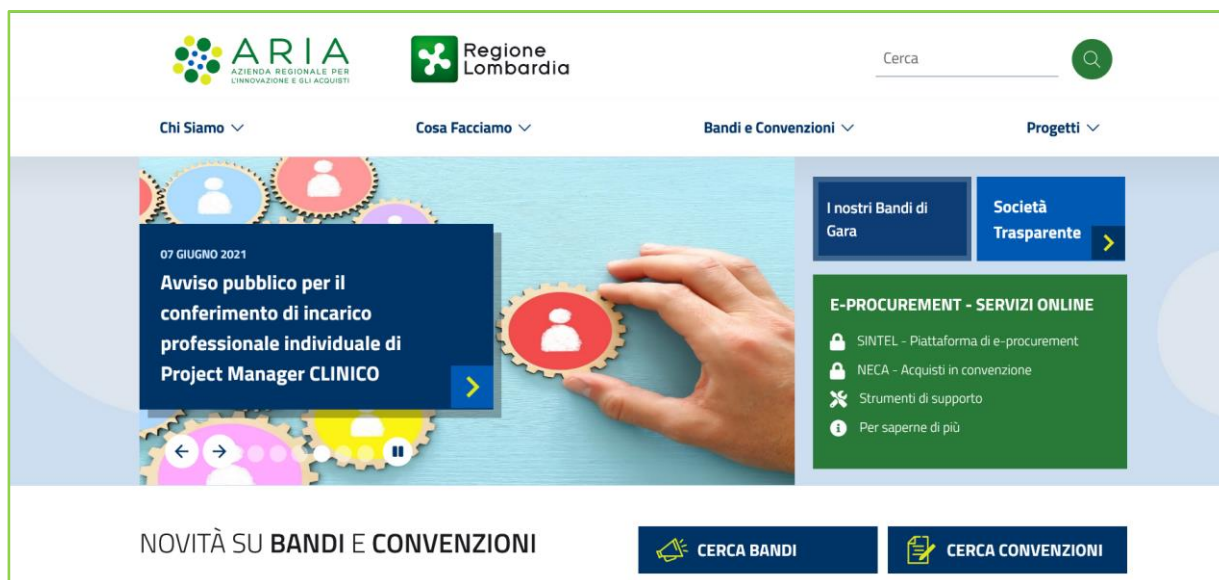 ARIA
AZIENDA REGIONALE PER
L'INNOVAZIONE E GLI ACQUISTI
Regione
Lombardia
Cerca
Chi Siamo
Cosa Facciamo
Bandi e Convenzioni
Progetti
07 GIUGNO 2021
Avviso pubblico per il
conferimento di incarico
professionale individuale di
Project Manager CLINICO
I nostri Bandi di
Gara
Società
Trasparente
E-PROCUREMENT - SERVIZI ONLINE
SINTEL - Piattaforma di e-procurement
NECA - Acquisti in convenzione
Strumenti di supporto
Per saperne di più
NOVITÀ SU BANDI E CONVENZIONI
CERCA BANDI
CERCA CONVENZIONI